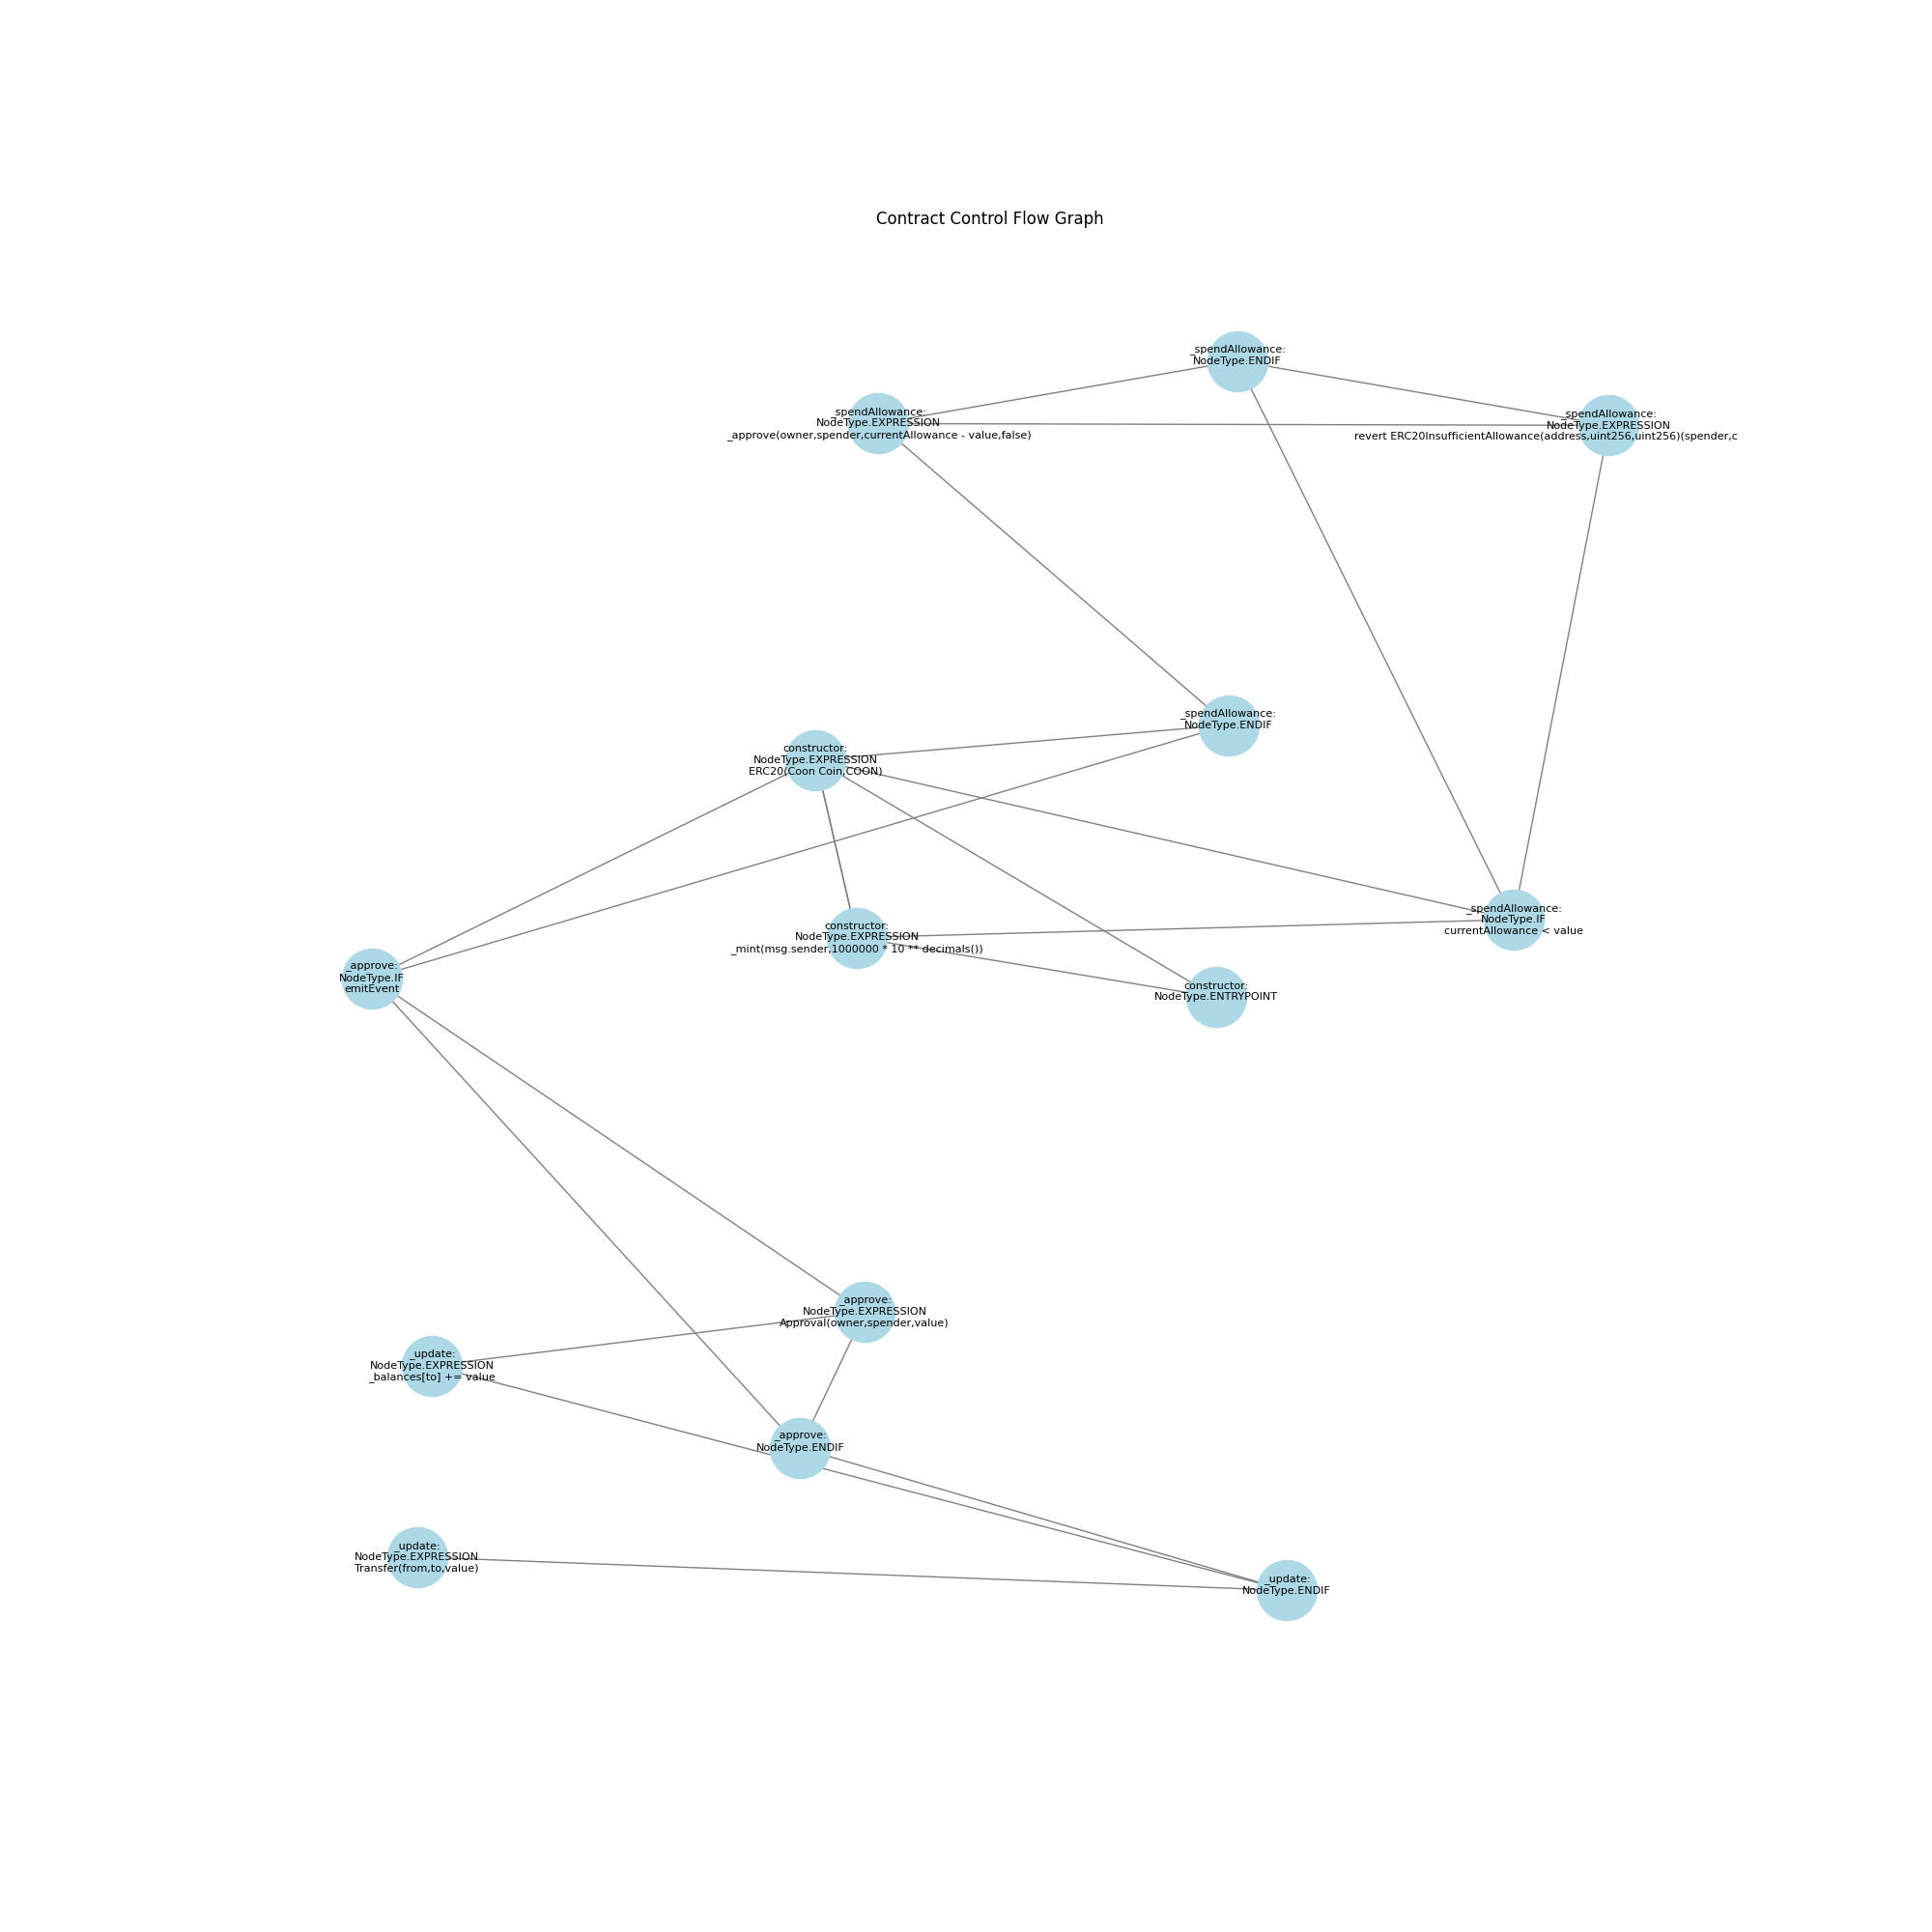 Contract Control Flow Graph
_spendAllowance:
NodeType.ENDIF
_spendAllowance:
NodeType.EXPRESSION
_approve(owner,spender,currentAllowance - value,false)
_spendAllowance:
NodeType.EXPRESSION
revert ERC20InsufficientAllowance(address,uint256,uint256)(spender,c
_spendAllowance:
NodeType.ENDIF
constructor:
NodeType.EXPRESSION
ERC20(Coon Coin,COON)
_spendAllowance:
NodeType.IF
currentAllowance < value
constructor:
NodeType.EXPRESSION
_mint(msg.sender,1000000 * 10 ** decimals())
_approve:
NodeType.IF
emitEvent
constructor:
NodeType.ENTRYPOINT
_approve:
NodeType.EXPRESSION
Approval(owner,spender,value)
_update:
NodeType.EXPRESSION
_balances[to] += value
_approve:
NodeType.ENDIF
_update:
NodeType.EXPRESSION
Transfer(from,to,value)
_update:
NodeType.ENDIF